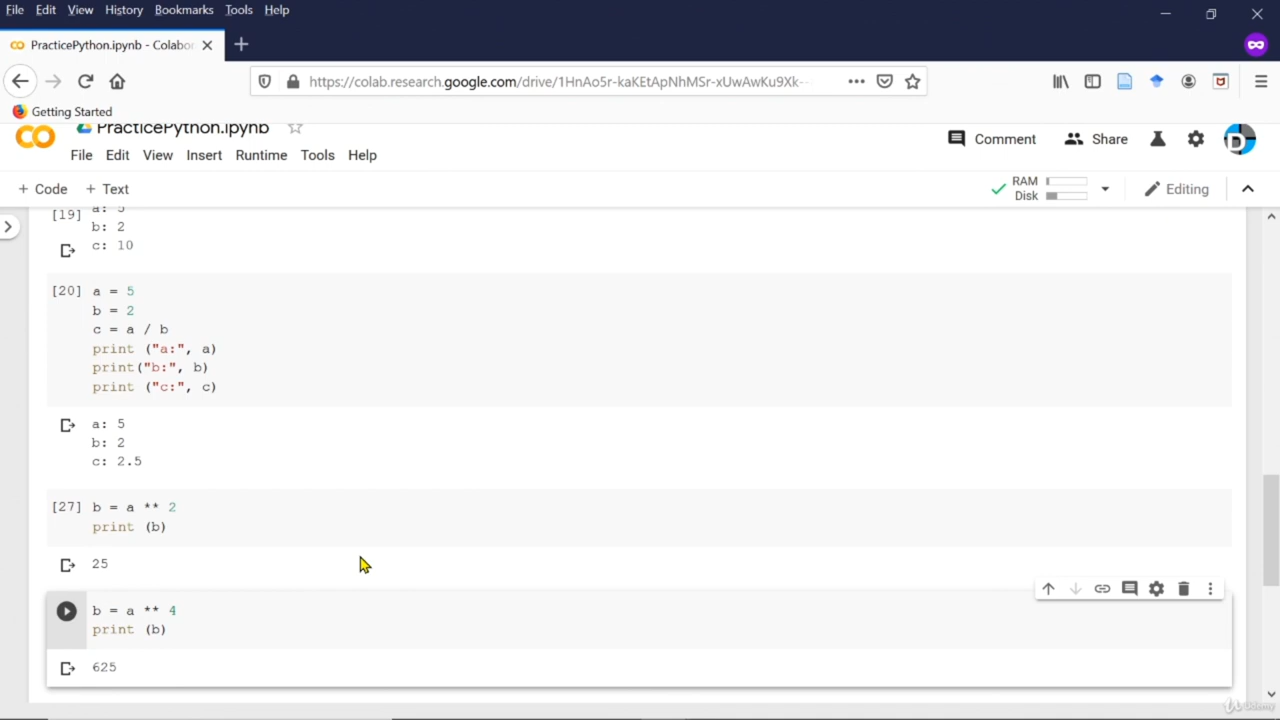 File Edit View History Bookmarks Tools Help
PracticePython.ipynb - Colabor
https://colab.research.google.com/drive/1HnAo5r-kaKEtApNhMSr-xUwAwKu9Xk-
Getting Started
PracticePython.ipynb
Comment Share D
File Edit View Insert Runtime Tools Help
+ Code + Text
RAM
Disk
Editing
[19] a: 5
b: 2
c: 10
[20] a = 5
b = 2
c = a / b
print ("a:", a)
print("b:", b)
print ("c:", c)
a: 5
b: 2
c: 2.5
[27] b = a ** 2
print (b)
25
b = a ** 4
print (b)
625
Udemy